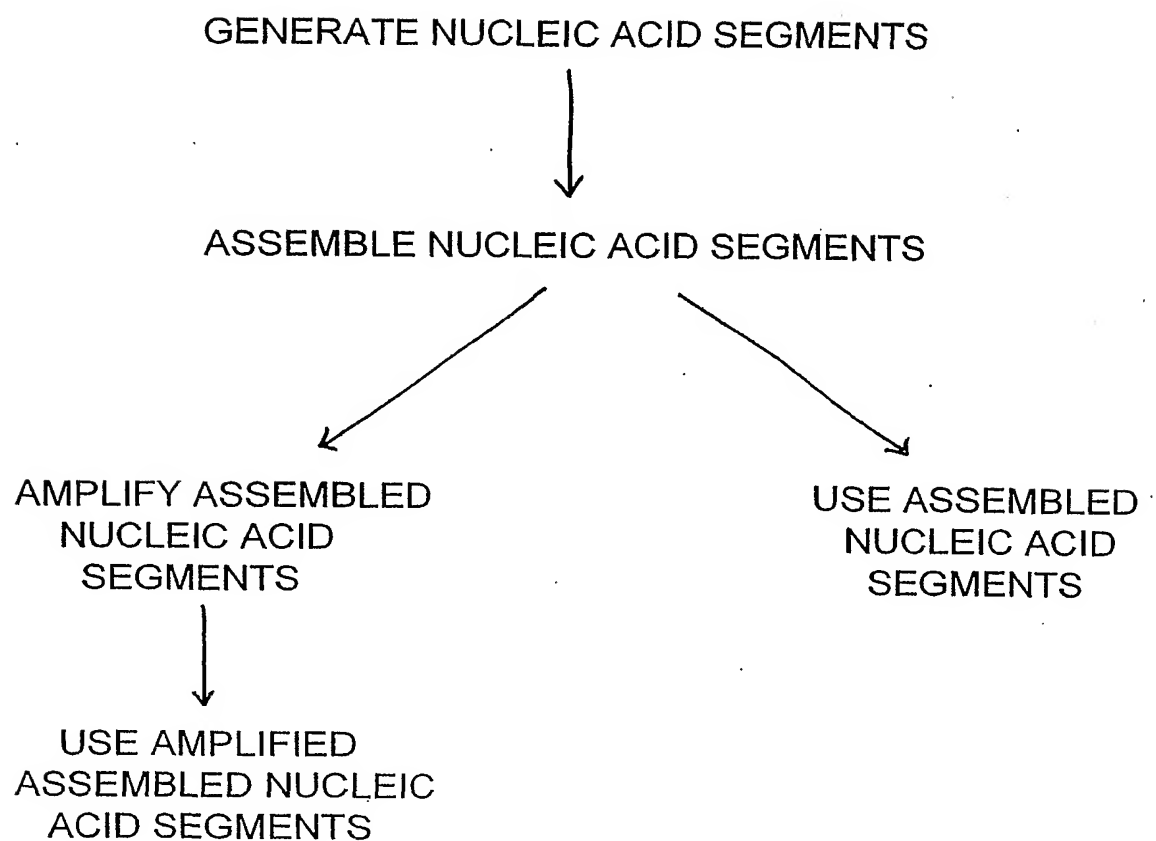 GENERATE NUCLEIC ACID SEGMENTS
ASSEMBLE NUCLEIC ACID SEGMENTS
AMPLIFY ASSEMBLED
NUCLEIC ACID
SEGMENTS
USE ASSEMBLED
NUCLEIC ACID
SEGMENTS
USE AMPLIFIED
ASSEMBLED NUCLEIC
ACID SEGMENTS